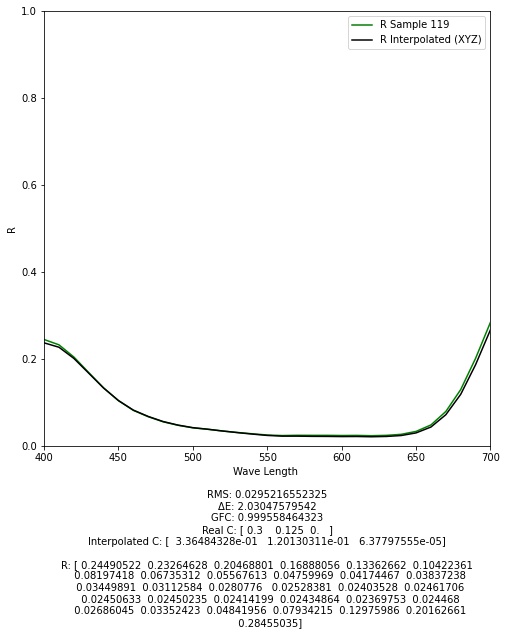 1.0
0.8
0.6
0.4
0.2
0.0
R
R Sample 119
R Interpolated (XYZ)
400 450 500 550 600 650 700
Wave Length
RMS: 0.0295216552325
ΔE: 2.03047579542
GFC: 0.999558464323
Real C: [ 0.3 0.125 0. ]
Interpolated C: [ 3.36484328e-01 1.20130311e-01 6.37797555e-05]
R: [ 0.24490522 0.23264628 0.20468801 0.16888056 0.13362662 0.10422361
0.08197418 0.06735312 0.05567613 0.04759969 0.04174467 0.03837238
0.03449891 0.03112584 0.0280776 0.02528381 0.02403528 0.02461706
0.02450633 0.02450235 0.02414199 0.02434864 0.02369753 0.024468
0.02686045 0.03352423 0.04841956 0.07934215 0.12975986 0.20162661
0.28455035]